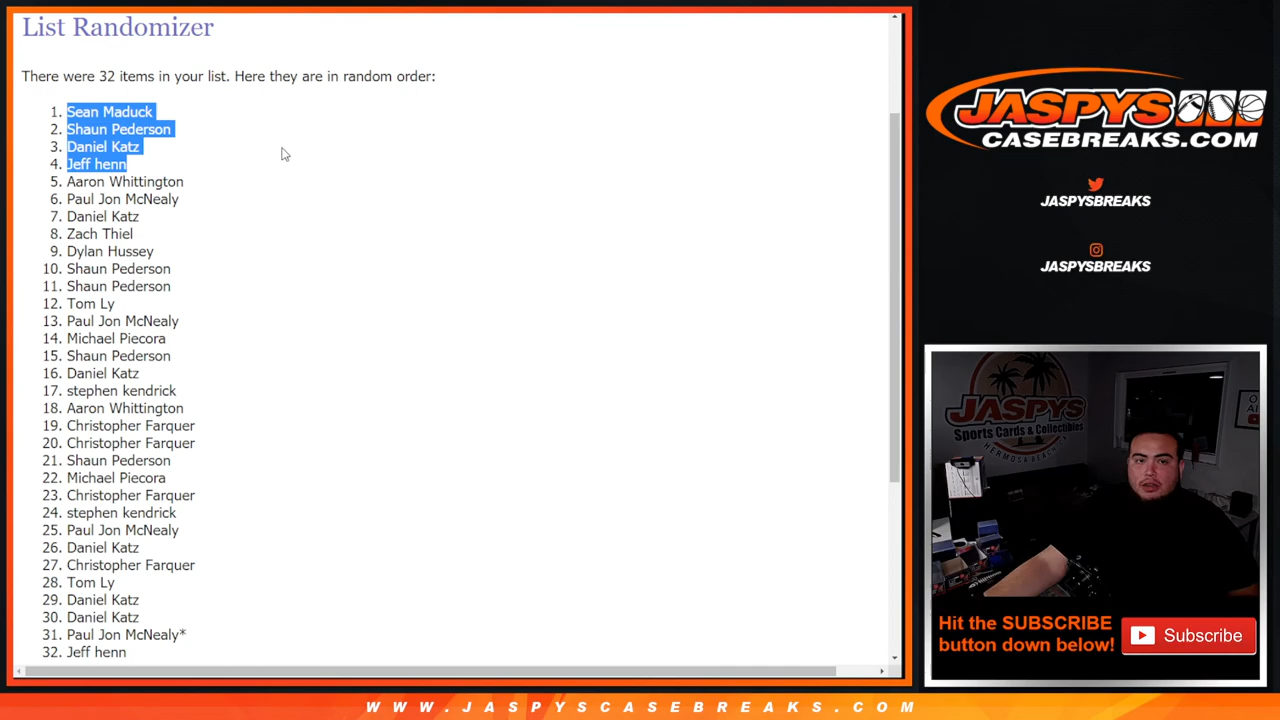 List Randomizer
There were 32 items in your list. Here they are in random order:
1. Sean Maduck
2. Shaun Pederson
3. Daniel Katz
4. Jeff henn
5. Aaron Whittington
6. Paul Jon McNealy
7. Daniel Katz
8. Zach Thiel
9. Dylan Hussey
10. Shaun Pederson
11. Shaun Pederson
12. Tom Ly
13. Paul Jon McNealy
14. Michael Piecora
15. Shaun Pederson
16. Daniel Katz
17. stephen kendrick
18. Aaron Whittington
19. Christopher Farquer
20. Christopher Farquer
21. Shaun Pederson
22. Michael Piecora
23. Christopher Farquer
24. stephen kendrick
25. Paul Jon McNealy
26. Daniel Katz
27. Christopher Farquer
28. Tom Ly
29. Daniel Katz
30. Daniel Katz
31. Paul Jon McNealy*
32. Jeff henn
JASPYS
CASEBREAKS.COM
JASPYSBREAKS
JASPYSBREAKS
JASPYS
Sports Cards & Collectibles
HERMOSA BEACH, CA
Hit the SUBSCRIBE
button down below!
Subscribe
WWW.JASPYSCASEBREAKS.COM